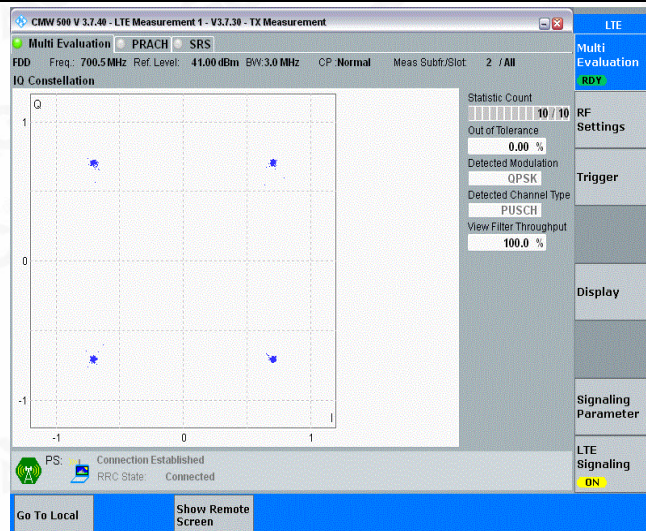 CMW 500 V 3.7.40 - LTE Measurement 1 - V3.7.30 - TX Measurement
LTE
Multi Evaluation PRACH SRS
Multi
Evaluation
RDY
FDD Freq.: 700.5 MHz Ref. Level: 41.00 dBm BW:3.0 MHz CP :Normal Meas Subfr./Slot: 2 / All
IQ Constellation
Q
1
0
-1
I
-1 0 1
Statistic Count
10 / 10
Out of Tolerance
0.00 %
Detected Modulation
QPSK
Detected Channel Type
PUSCH
View Filter Throughput
100.0 %
RF
Settings
Trigger
Display
Signaling
Parameter
LTE
Signaling
ON
PS: Connection Established
RRC State: Connected
Go To Local
Show Remote
Screen